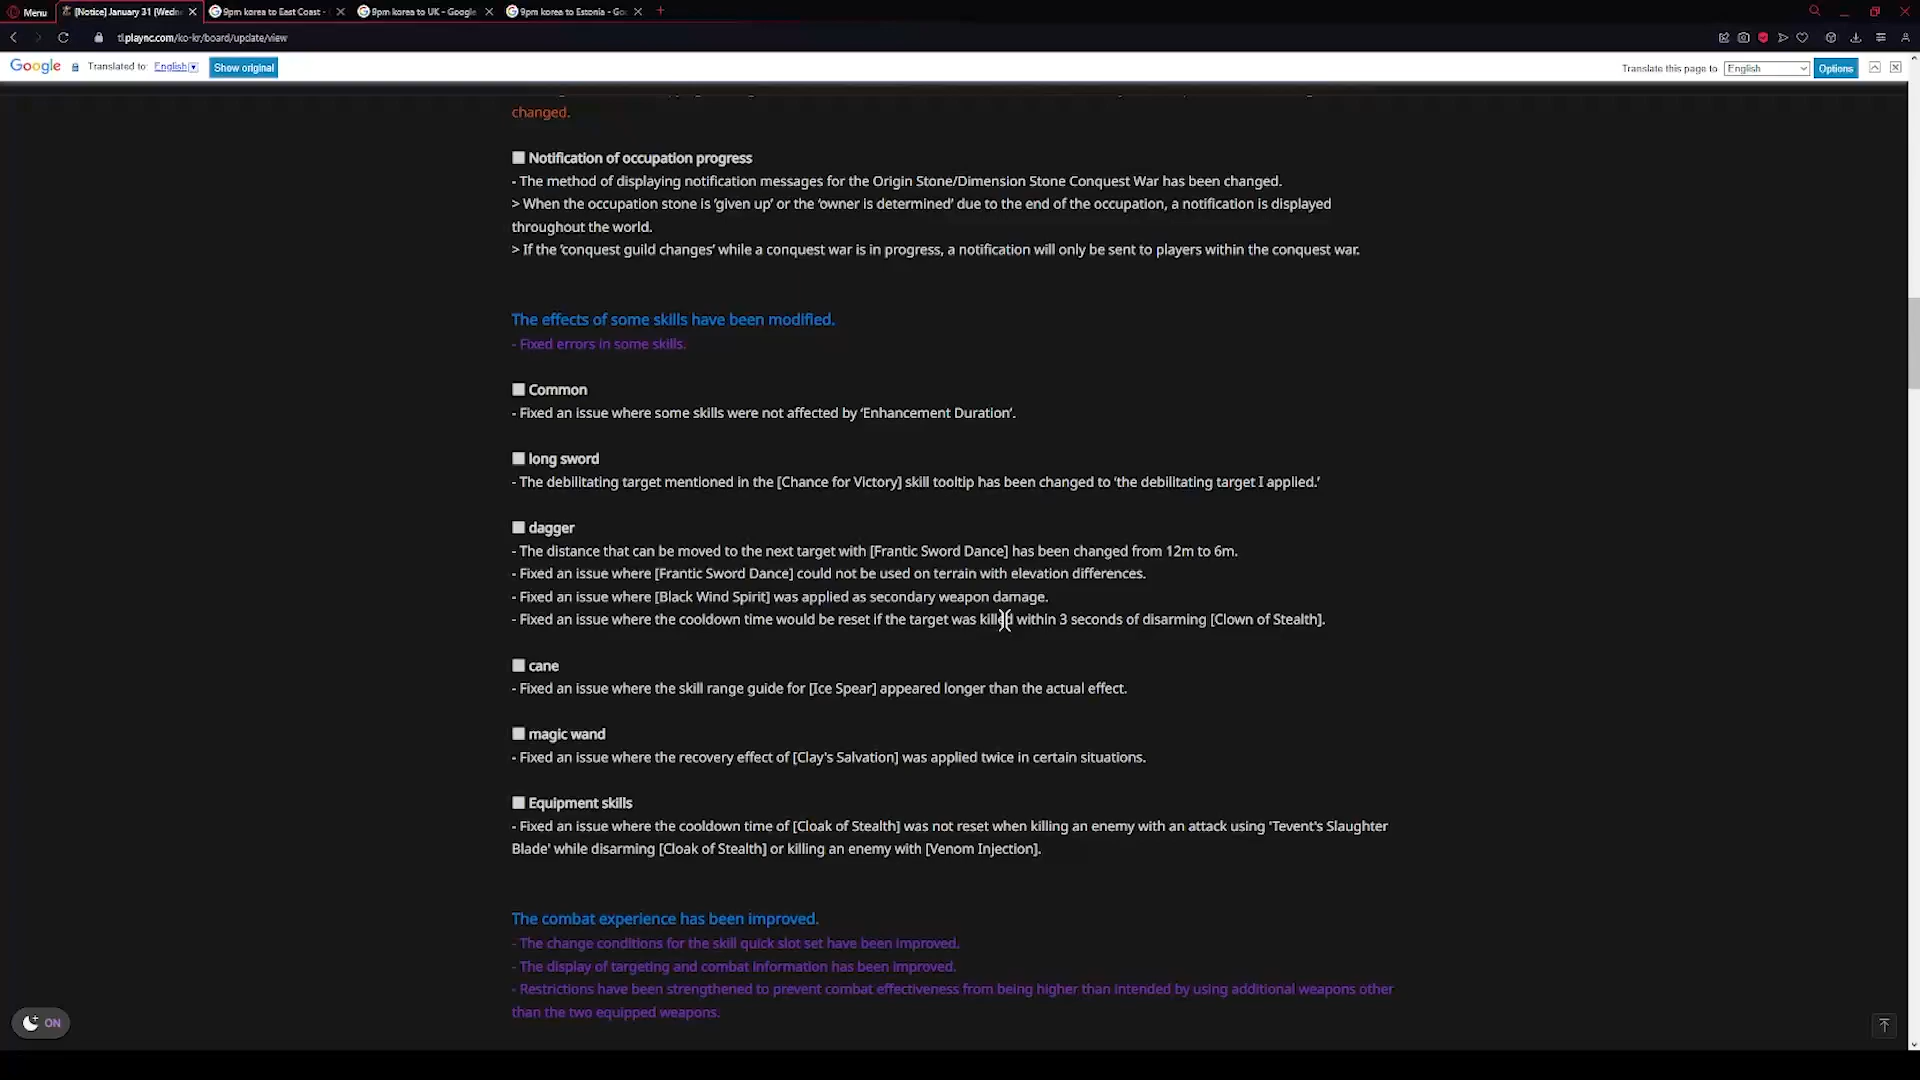 Menu
[Notice] January 31 (Wedn
9pm korea to East Coast -
9pm korea to UK - Google
9pm korea to Estonia - Go
tl.plaync.com/ko-kr/board/update/view
Google Translated to: English Show original
Translate this page to English Options
changed.
Notification of occupation progress
- The method of displaying notification messages for the Origin Stone/Dimension Stone Conquest War has been changed.
> When the occupation stone is ‘given up’ or the ‘owner is determined’ due to the end of the occupation, a notification is displayed
throughout the world.
> If the ‘conquest guild changes’ while a conquest war is in progress, a notification will only be sent to players within the conquest war.
The effects of some skills have been modified.
- Fixed errors in some skills.
Common
- Fixed an issue where some skills were not affected by ‘Enhancement Duration’.
long sword
- The debilitating target mentioned in the [Chance for Victory] skill tooltip has been changed to ‘the debilitating target I applied.’
dagger
- The distance that can be moved to the next target with [Frantic Sword Dance] has been changed from 12m to 6m.
- Fixed an issue where [Frantic Sword Dance] could not be used on terrain with elevation differences.
- Fixed an issue where [Black Wind Spirit] was applied as secondary weapon damage.
- Fixed an issue where the cooldown time would be reset if the target was killed within 3 seconds of disarming [Clown of Stealth].
cane
- Fixed an issue where the skill range guide for [Ice Spear] appeared longer than the actual effect.
magic wand
- Fixed an issue where the recovery effect of [Clay's Salvation] was applied twice in certain situations.
Equipment skills
- Fixed an issue where the cooldown time of [Cloak of Stealth] was not reset when killing an enemy with an attack using 'Tevent's Slaughter
Blade' while disarming [Cloak of Stealth] or killing an enemy with [Venom Injection].
The combat experience has been improved.
- The change conditions for the skill quick slot set have been improved.
- The display of targeting and combat information has been improved.
- Restrictions have been strengthened to prevent combat effectiveness from being higher than intended by using additional weapons other
than the two equipped weapons.
ON